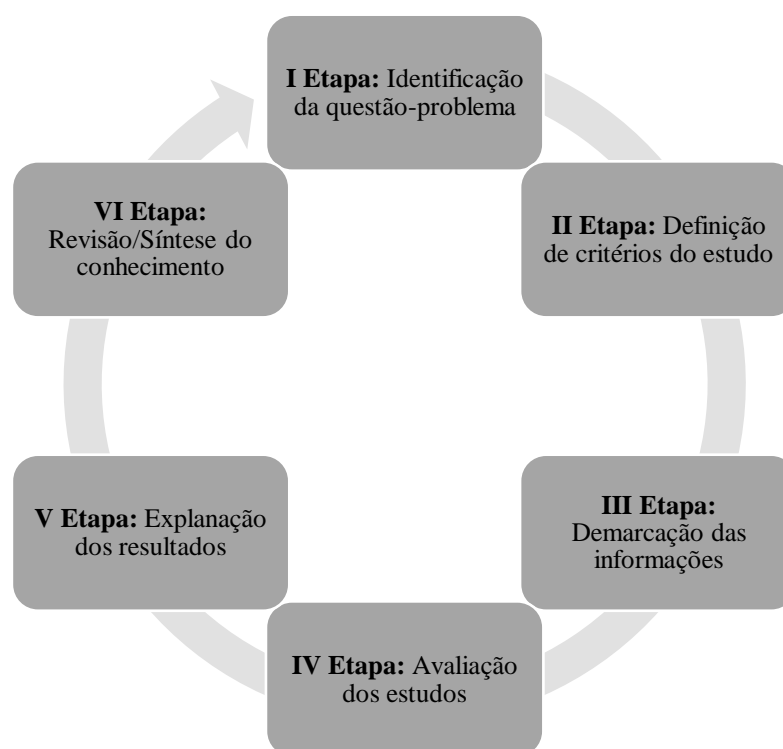 I Etapa: Identificação
da questão-problema
II Etapa: Definição
de critérios do estudo
III Etapa:
Demarcação das
informações
IV Etapa: Avaliação
dos estudos
V Etapa: Explanação
dos resultados
VI Etapa:
Revisão/Síntese do
conhecimento